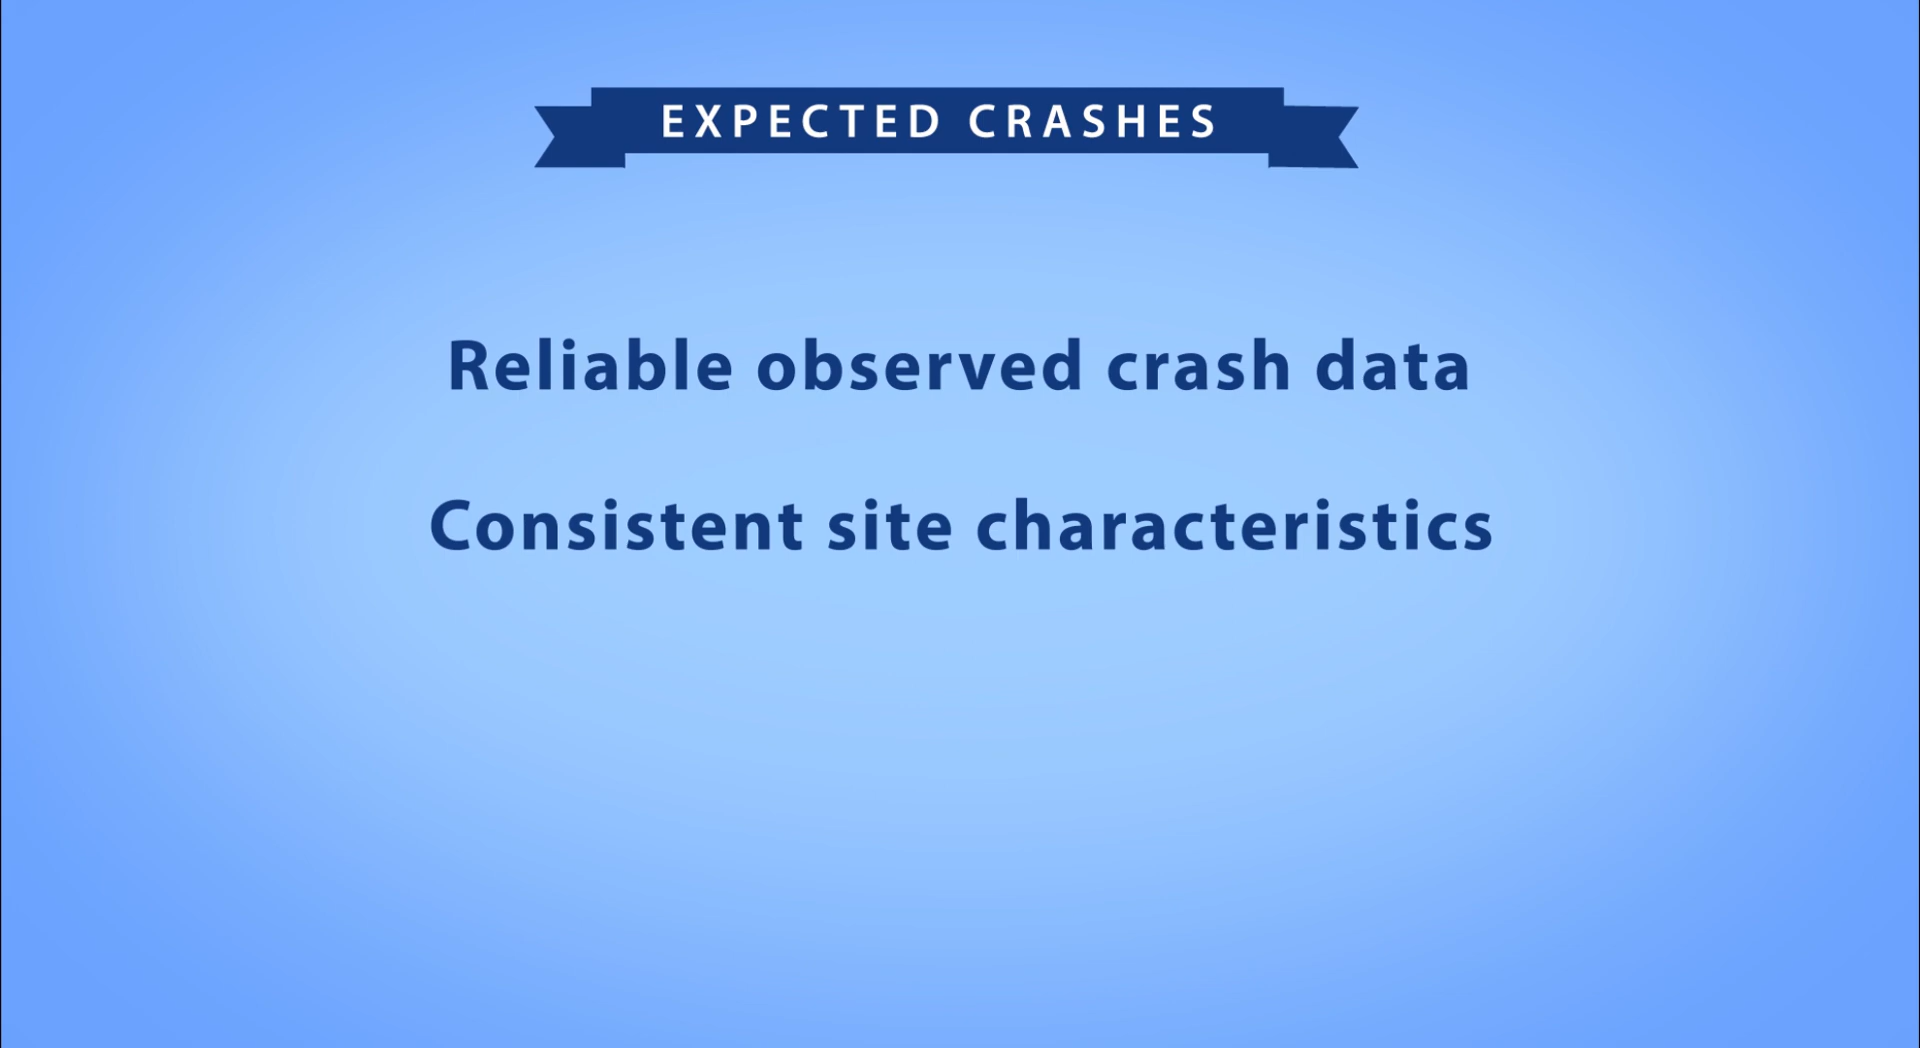 EXPECTED CRASHES
Reliable observed crash data
Consistent site characteristics